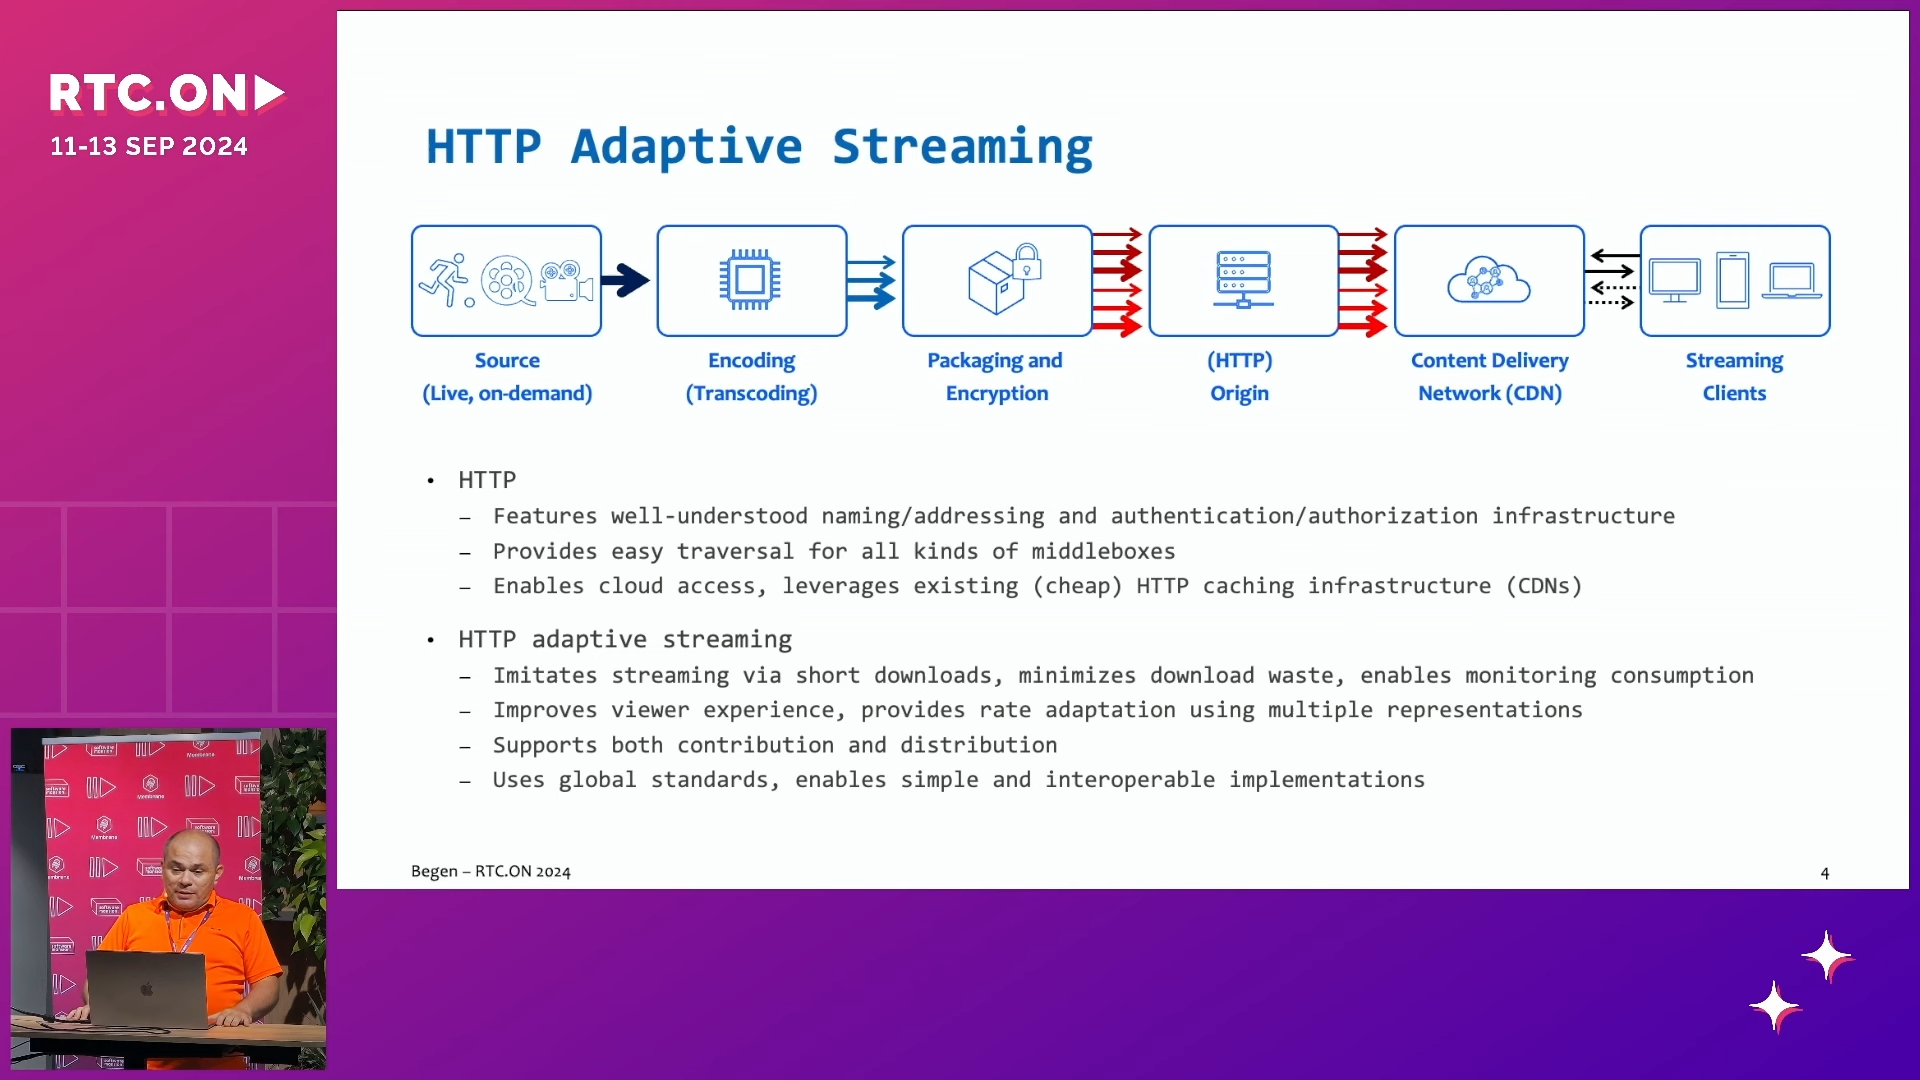 RTC.ON
11-13 SEP 2024
HTTP Adaptive Streaming
Source
(Live, on-demand)
Encoding
(Transcoding)
Packaging and
Encryption
(HTTP)
Origin
Content Delivery
Network (CDN)
Streaming
Clients
• HTTP
– Features well-understood naming/addressing and authentication/authorization infrastructure
– Provides easy traversal for all kinds of middleboxes
– Enables cloud access, leverages existing (cheap) HTTP caching infrastructure (CDNs)
• HTTP adaptive streaming
– Imitates streaming via short downloads, minimizes download waste, enables monitoring consumption
– Improves viewer experience, provides rate adaptation using multiple representations
– Supports both contribution and distribution
– Uses global standards, enables simple and interoperable implementations
Begen – RTC.ON 2024
4
Membrane
Membrane
Membrane